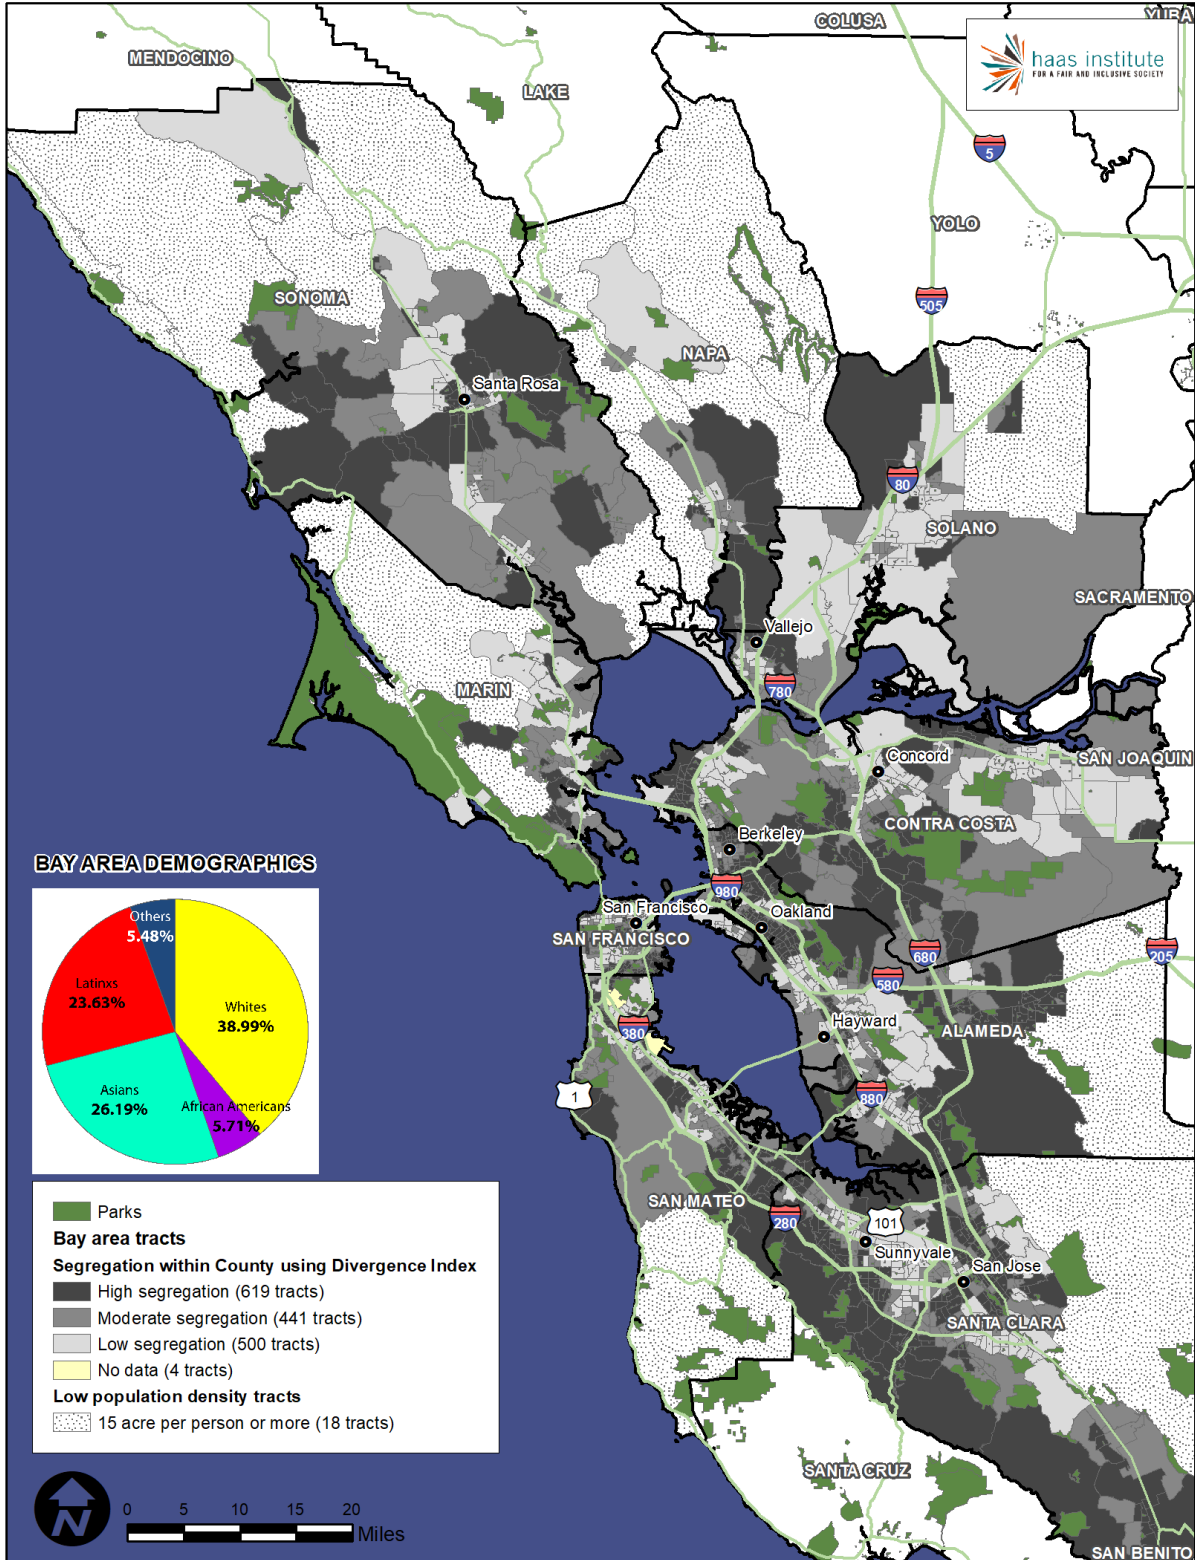 COLUSA
YUBA
MENDOCINO
haas institute
FOR A FAIR AND INCLUSIVE SOCIETY
LAKE
5
YOLO
SONOMA
505
NAPA
Santa Rosa
80
SOLANO
SACRAMENTO
Vallejo
780
MARIN
Concord
SAN JOAQUIN
CONTRA COSTA
Berkeley
980
San Francisco
Oakland
SAN FRANCISCO
680
205
580
380
Hayward
ALAMEDA
1
880
SAN MATEO
280
101
Sunnyvale
San Jose
SANTA CLARA
SANTA CRUZ
SAN BENITO
BAY AREA DEMOGRAPHICS
Others
5.48%
Latinxs
23.63%
Whites
38.99%
Asians
26.19%
African Americans
5.71%
Parks
Bay area tracts
Segregation within County using Divergence Index
High segregation (619 tracts)
Moderate segregation (441 tracts)
Low segregation (500 tracts)
No data (4 tracts)
Low population density tracts
15 acre per person or more (18 tracts)
N
0 5 10 15 20
Miles